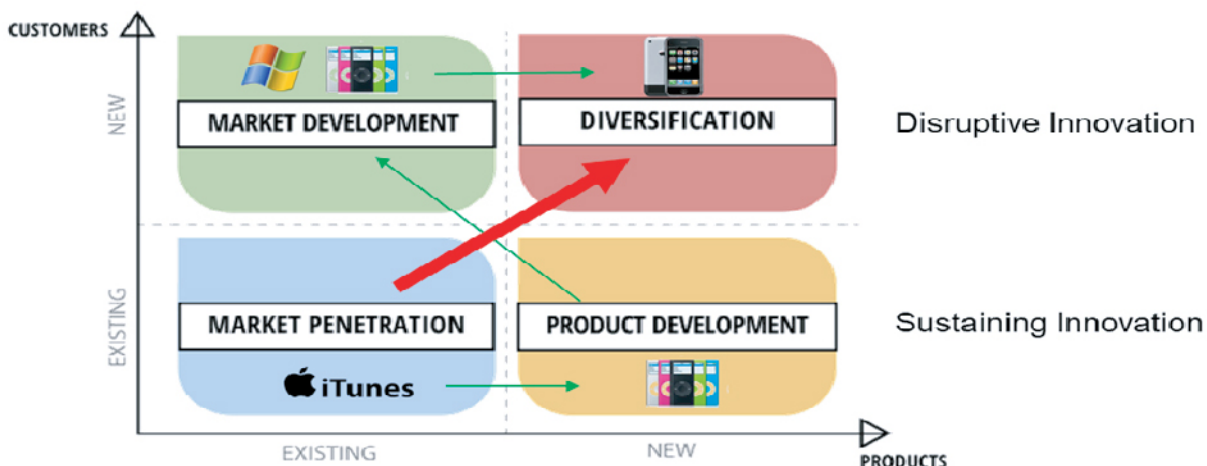 CUSTOMERS
NEW
MARKET DEVELOPMENT
DIVERSIFICATION
Disruptive Innovation
EXISTING
MARKET PENETRATION
PRODUCT DEVELOPMENT
Sustaining Innovation
iTunes
EXISTING
NEW
PRODUCTS